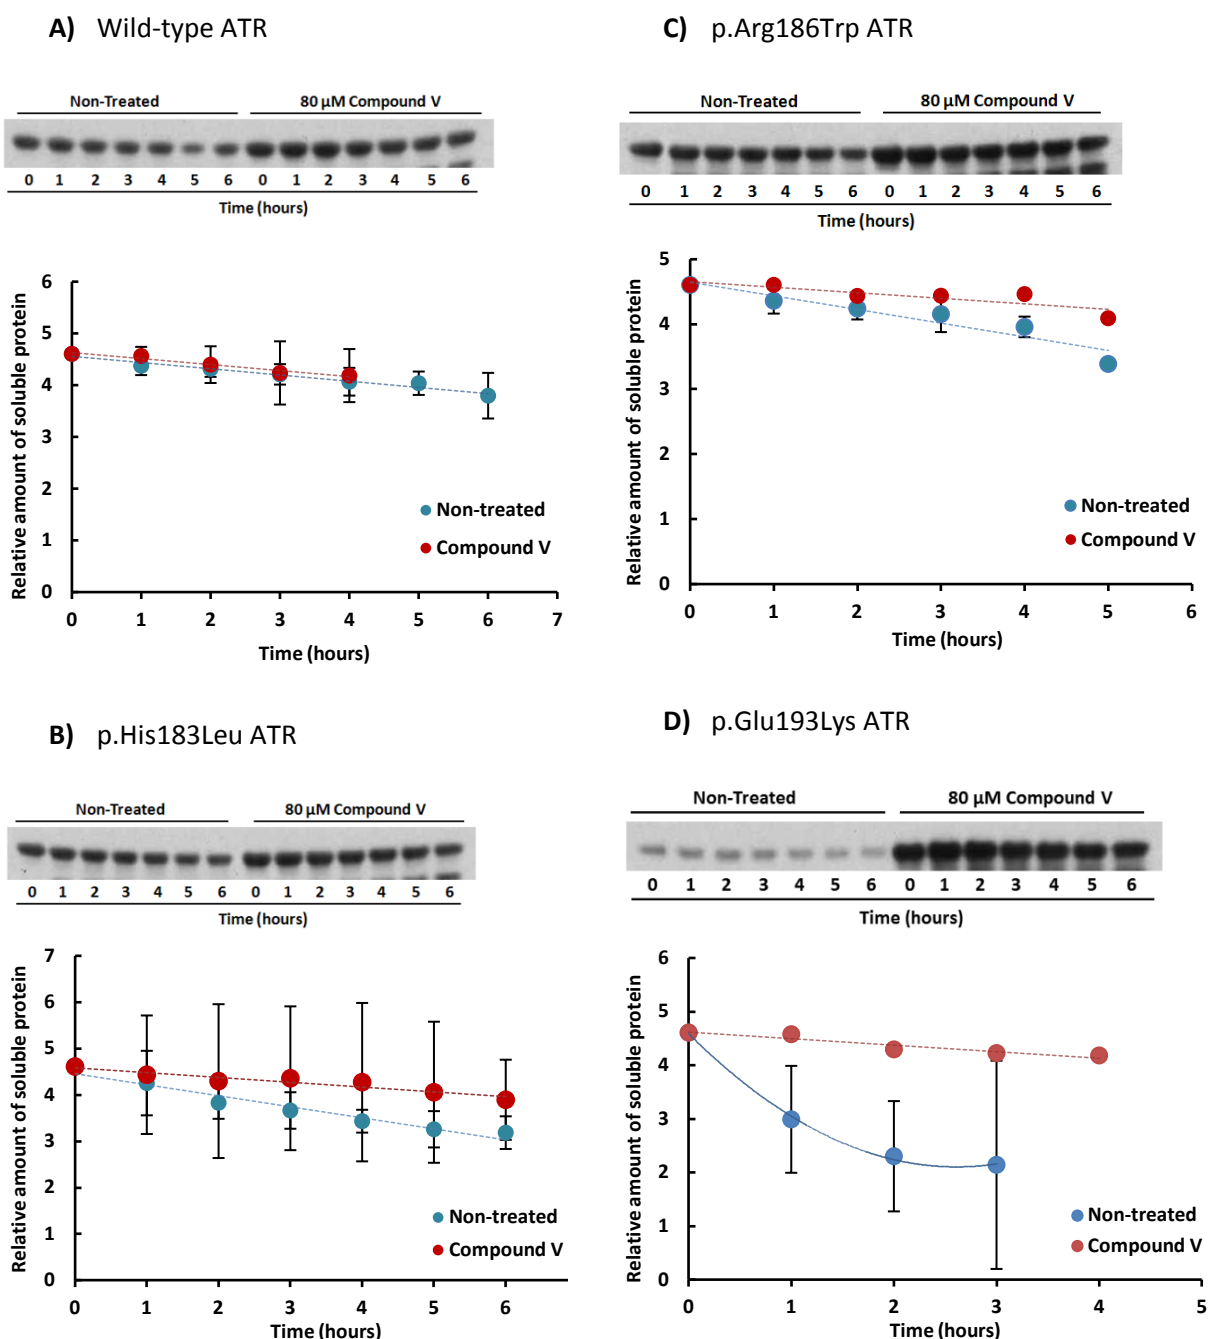 A) Wild-type ATR
Non-Treated 80 µM Compound V
0 1 2 3 4 5 6 0 1 2 3 4 5 6
Time (hours)
Relative amount of soluble protein
6
5
4
3
2
1
0
Non-treated
Compound V
0 1 2 3 4 5 6 7
Time (hours)
C) p.Arg186Trp ATR
Non-Treated 80 µM Compound V
0 1 2 3 4 5 6 0 1 2 3 4 5 6
Time (hours)
Relative amount of soluble protein
5
4
3
2
1
0
Non-treated
Compound V
0 1 2 3 4 5 6
Time (hours)
B) p.His183Leu ATR
Non-Treated 80 µM Compound V
0 1 2 3 4 5 6 0 1 2 3 4 5 6
Time (hours)
Relative amount of soluble protein
7
6
5
4
3
2
1
0
Non-treated
Compound V
0 1 2 3 4 5 6
Time (hours)
D) p.Glu193Lys ATR
Non-Treated 80 µM Compound V
0 1 2 3 4 5 6 0 1 2 3 4 5 6
Time (hours)
Relative amount of soluble protein
6
5
4
3
2
1
0
Non-treated
Compound V
0 1 2 3 4 5
Time (hours)